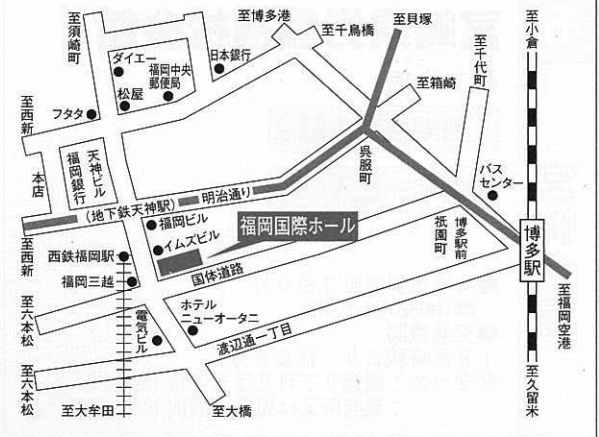 至須崎町
至博多港
至千鳥橋
至貝塚
至小倉
至千代町
ダイエー
福岡中央
郵便局
日本銀行
松屋
フタタ
至箱崎
至西新
本店
福岡銀行
天神ビル
(地下鉄天神駅)
明治通り
呉服町
バス
センター
福岡ビル
イムズビル
福岡国際ホール
祇園町
博多駅前
博多駅
至西新
西鉄福岡駅
福岡三越
国体道路
至福岡空港
至六本松
電気ビル
ホテル
ニューオータニ
渡辺通一丁目
至六本松
至大牟田
至大橋
至久留米